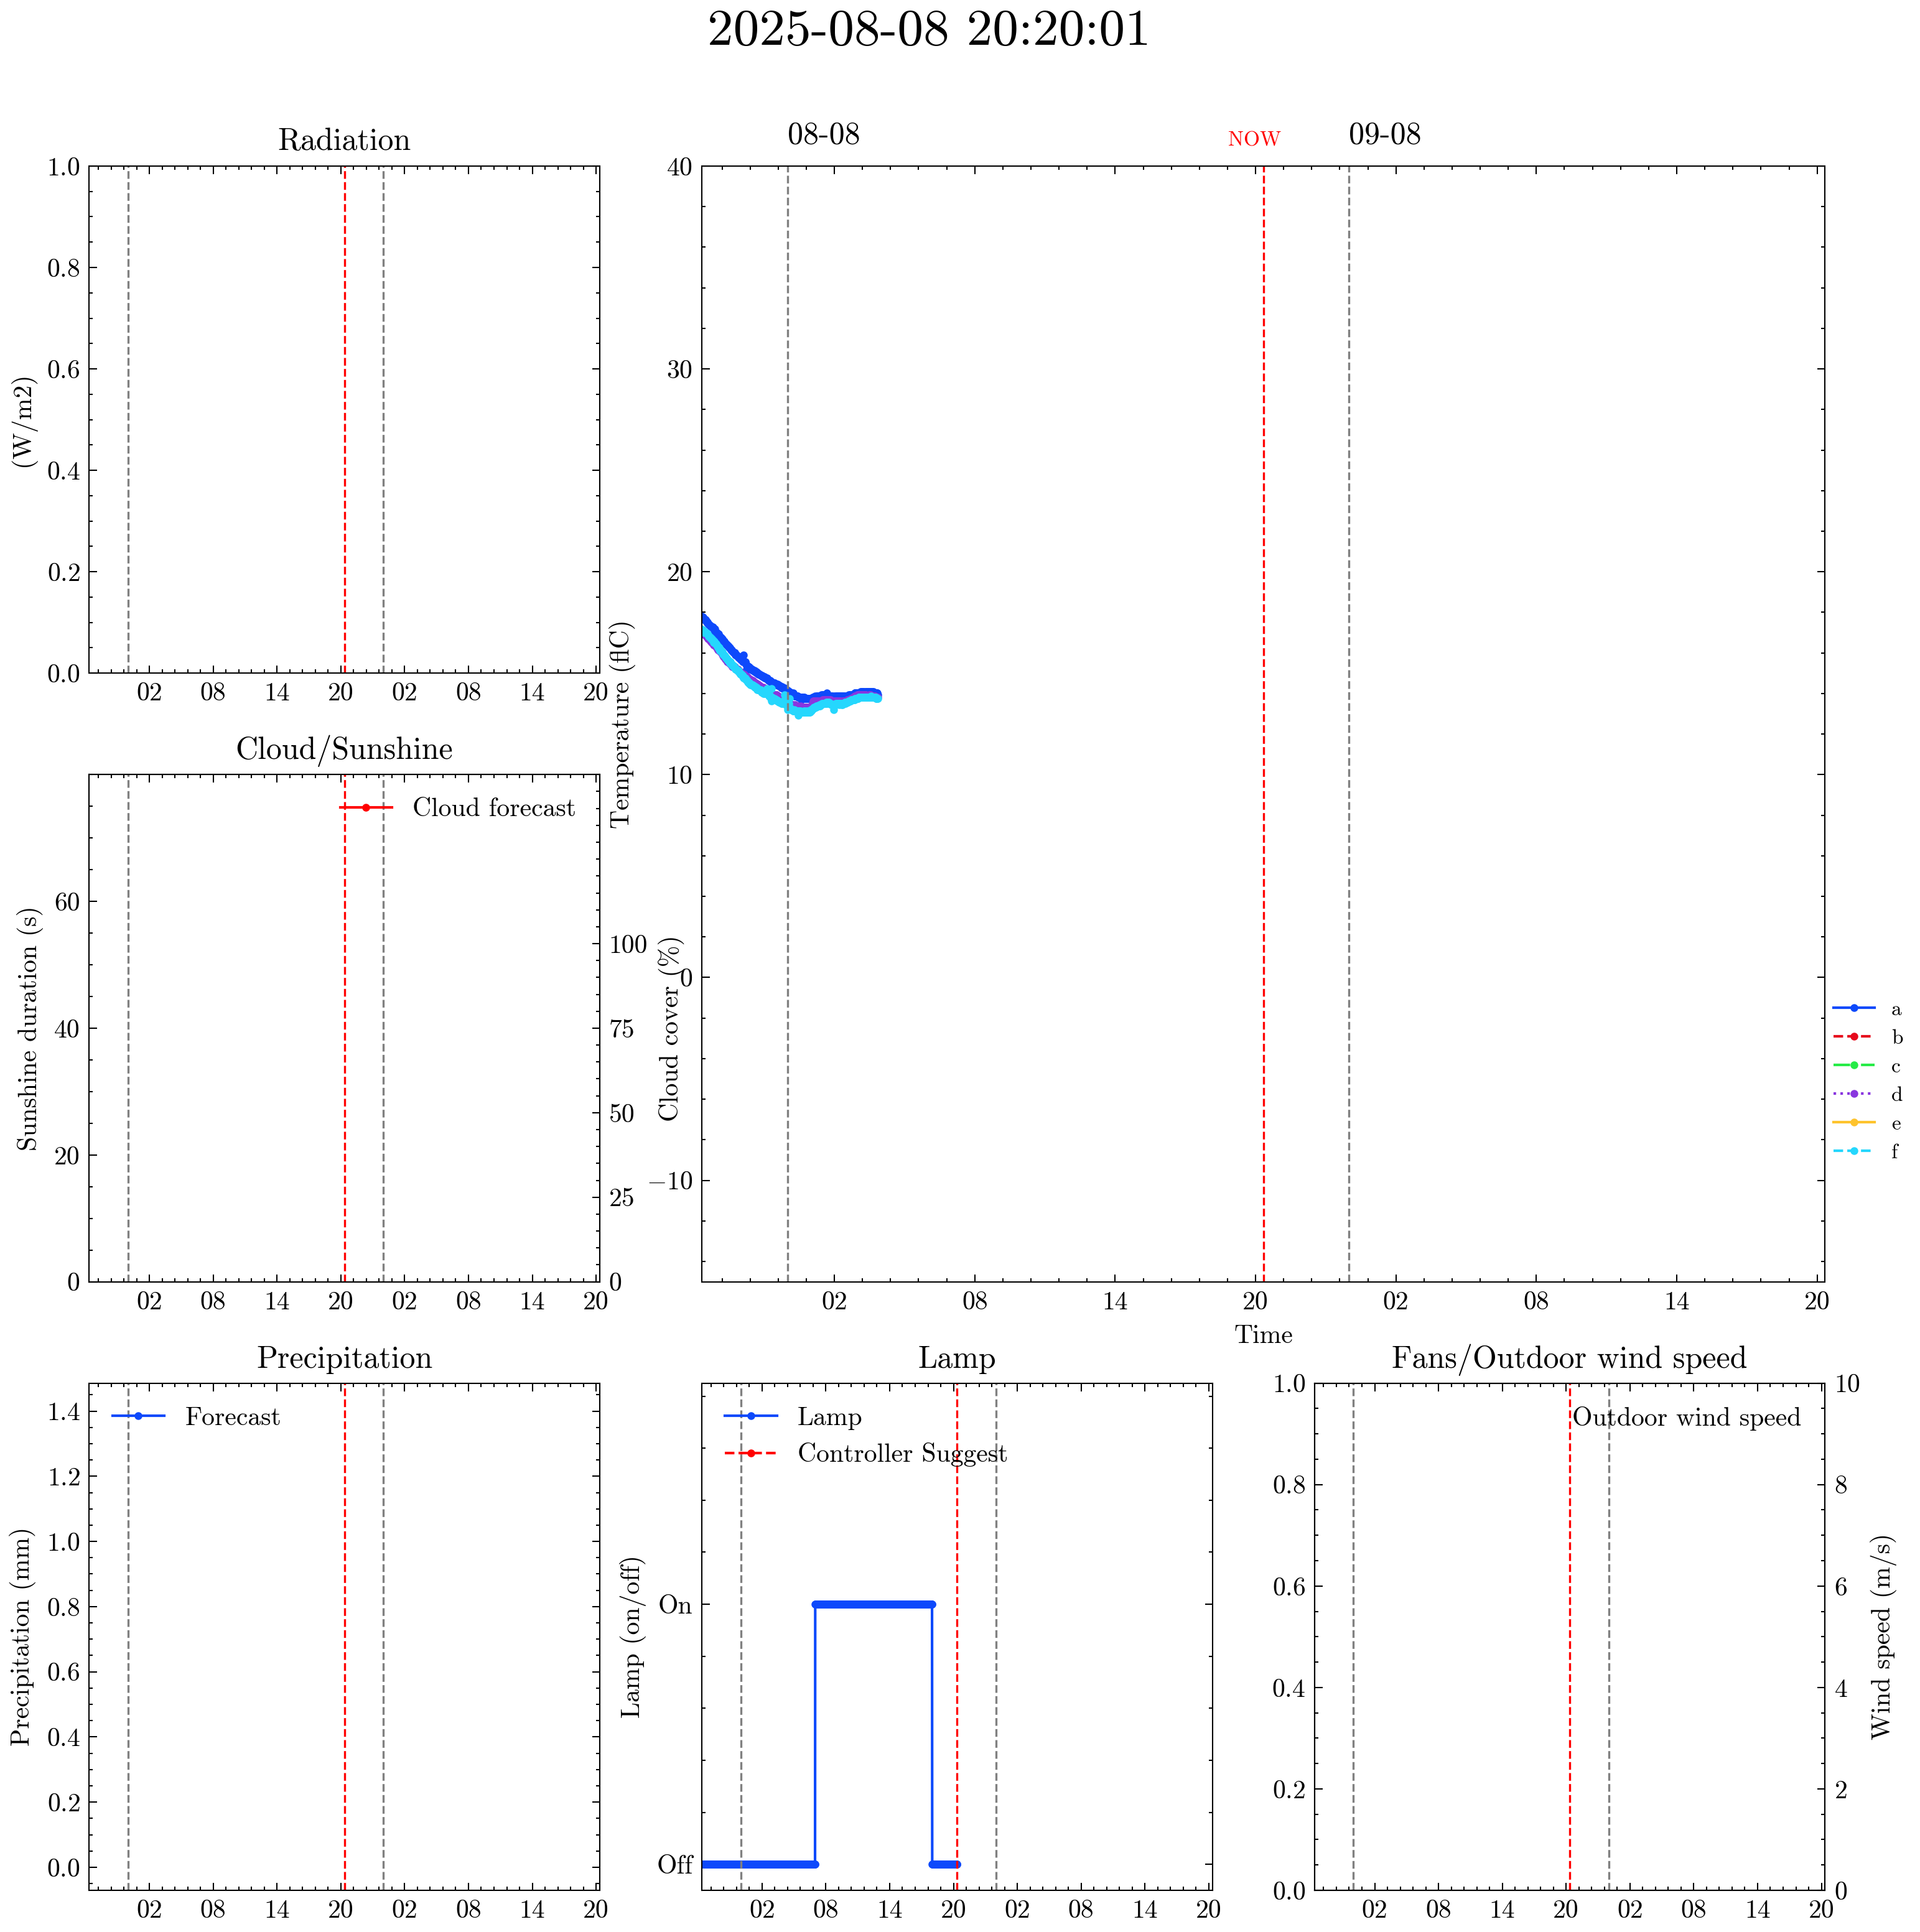 2025-08-08 20:20:01
Radiation
1.0
0.8
0.6
0.4
0.2
0.0
(W/m2)
02 08 14 20 02 08 14 20
08-08 NOW 09-08
40
30
20
10
0
−10
Temperature (flC)
02 08 14 20 02 08 14 20
Time
a
b
c
d
e
f
Cloud/Sunshine
Cloud forecast
60
40
20
0
Sunshine duration (s)
100
75
50
25
0
Cloud cover (%)
02 08 14 20 02 08 14 20
Precipitation
Forecast
1.4
1.2
1.0
0.8
0.6
0.4
0.2
0.0
Precipitation (mm)
02 08 14 20 02 08 14 20
Lamp
Lamp
Controller Suggest
On
Off
Lamp (on/off)
02 08 14 20 02 08 14 20
Fans/Outdoor wind speed
Outdoor wind speed
1.0
0.8
0.6
0.4
0.2
0.0
10
8
6
4
2
0
Wind speed (m/s)
02 08 14 20 02 08 14 20